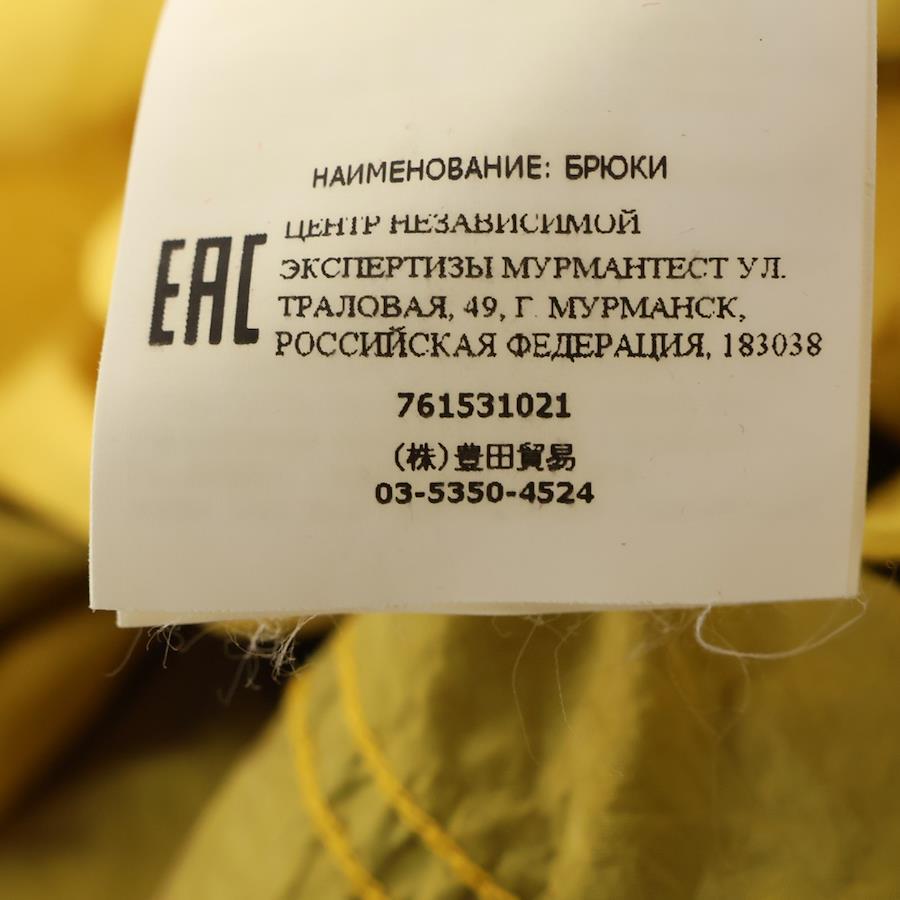 НАИМЕНОВАНИЕ: БРЮКИ
EAC
ЦЕНТР НЕЗАВИСИМОЙ
ЭКСПЕРТИЗЫ МУРМАНТЕСТ УЛ.
ТРАЛОВАЯ, 49, Г. МУРМАНСК,
РОССИЙСКАЯ ФЕДЕРАЦИЯ, 183038
761531021
(株)豊田貿易
03-5350-4524